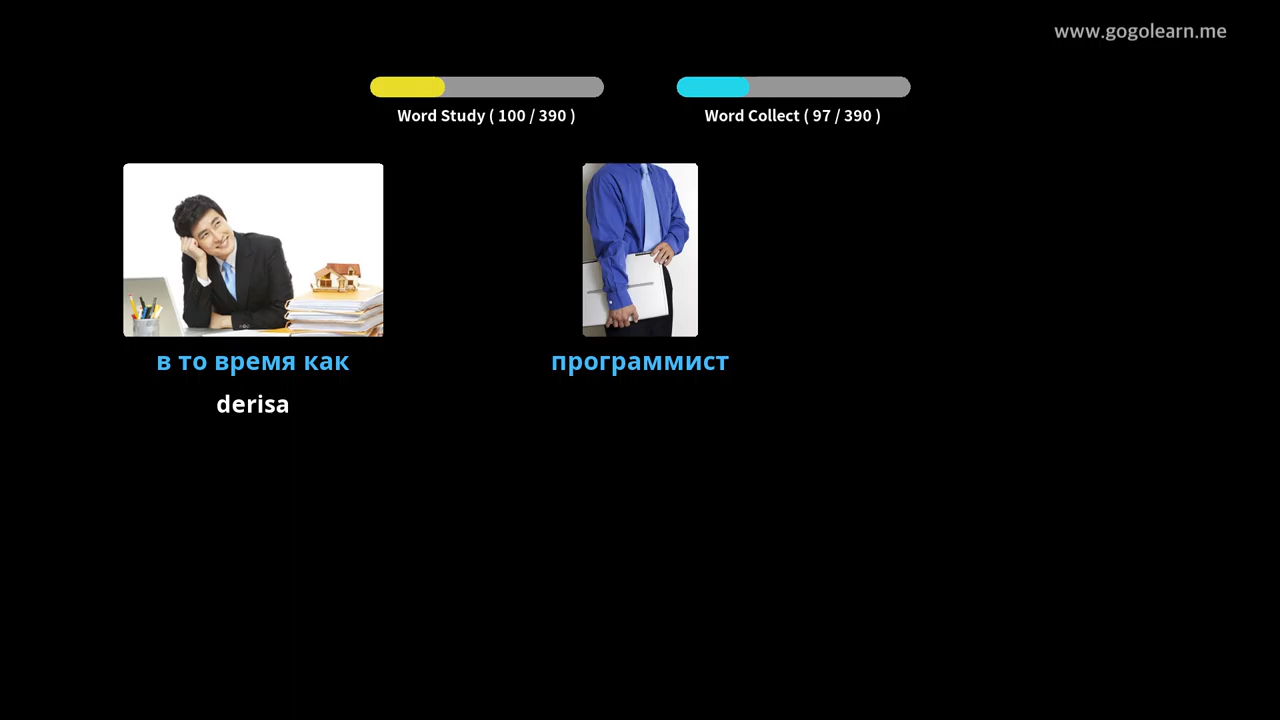 www.gogolearn.me
Word Study ( 100 / 390 )
Word Collect ( 97 / 390 )
в то время как
derisa
программист